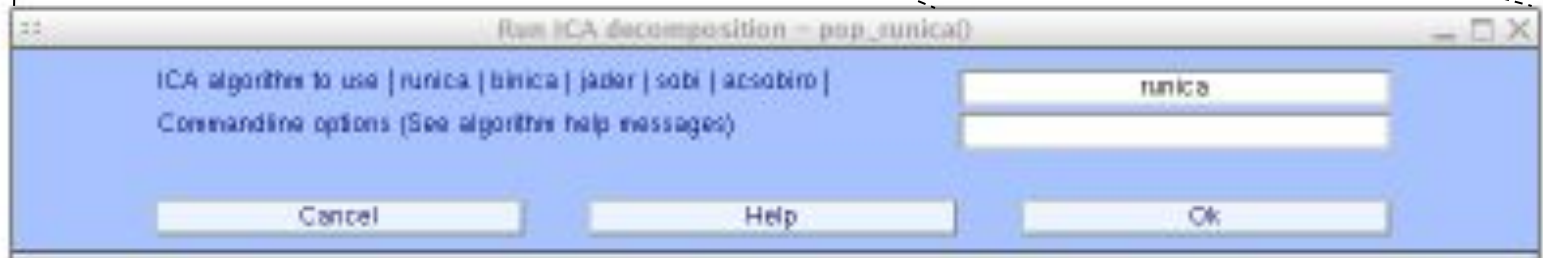 Run ICA decomposition - pop_runica()
ICA algorithm to use | runica | binica | jader | sobi | acsobiro |
runica
Commandline options (See algorithm help messages)
Cancel
Help
Ok